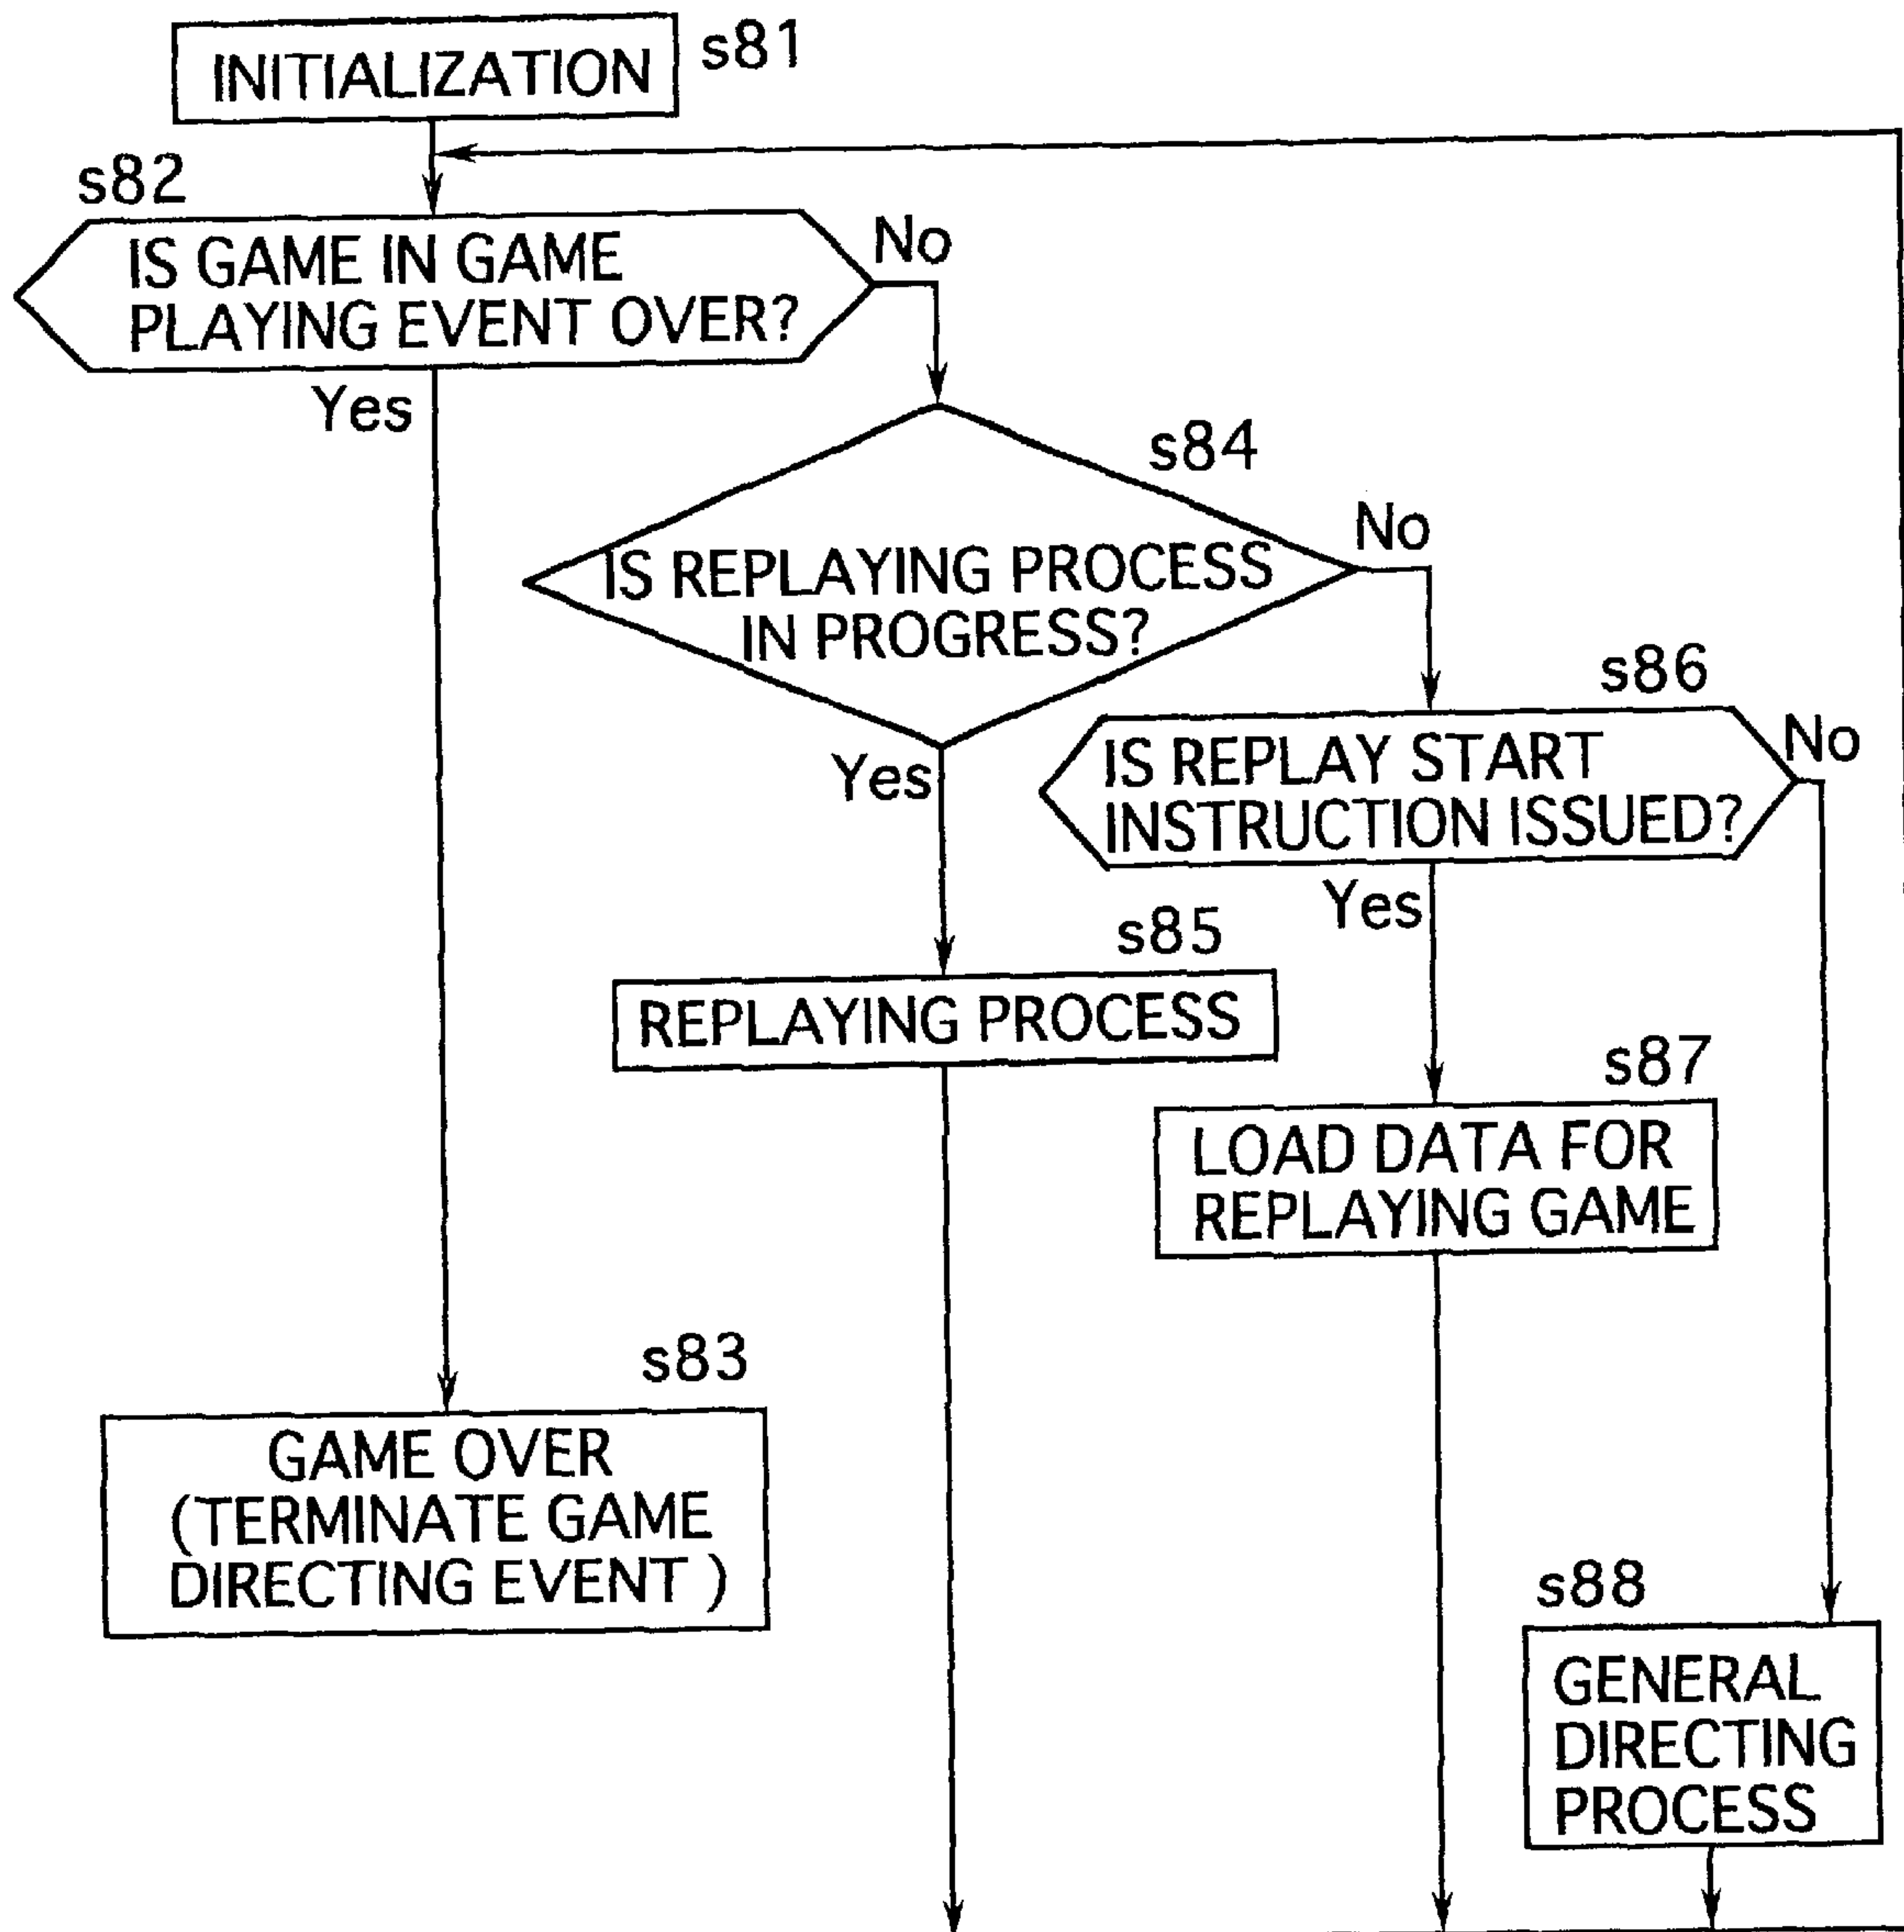 INITIALIZATION
s81
s82
IS GAME IN GAME
PLAYING EVENT OVER?
No
Yes
s84
IS REPLAYING PROCESS
IN PROGRESS?
No
Yes
s86
IS REPLAY START
INSTRUCTION ISSUED?
No
Yes
s85
REPLAYING PROCESS
s87
LOAD DATA FOR
REPLAYING GAME
s83
GAME OVER
(TERMINATE GAME
DIRECTING EVENT )
s88
GENERAL
DIRECTING
PROCESS